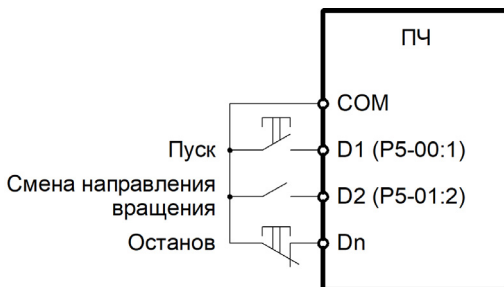 ПЧ
COM
Пуск
D1 (P5-00:1)
Смена направления
вращения
D2 (P5-01:2)
Останов
Dn